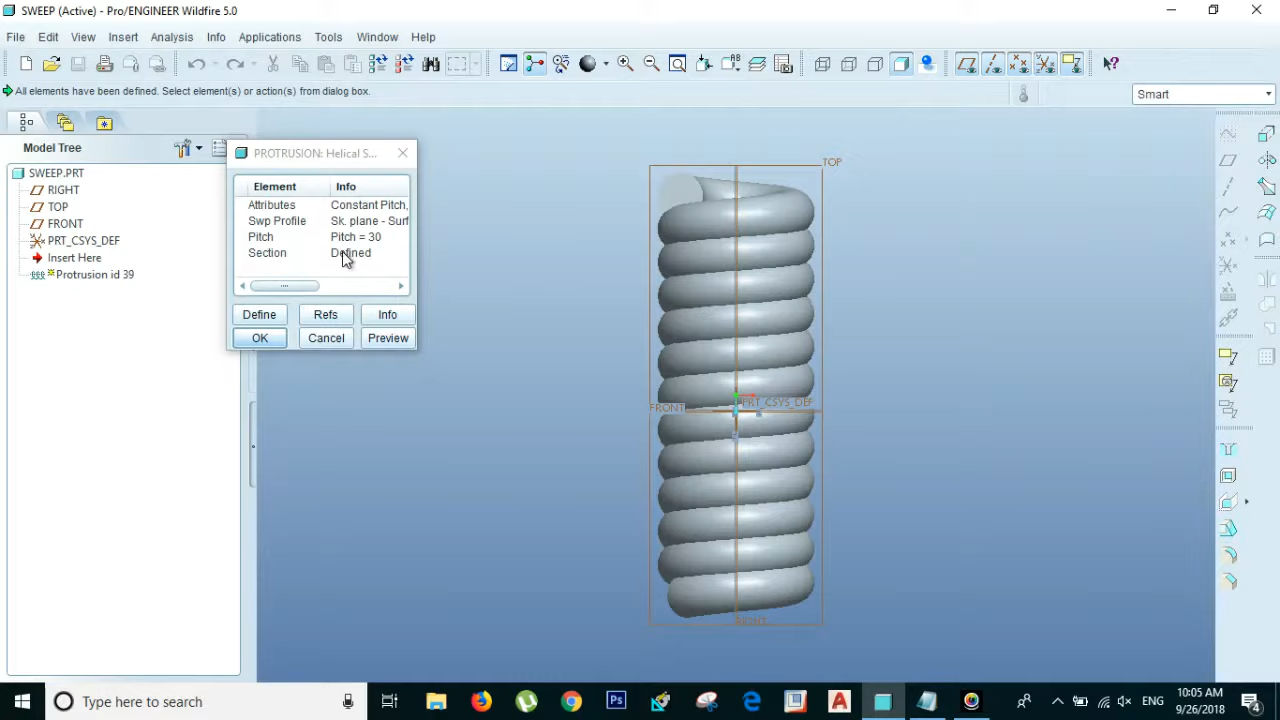 SWEEP (Active) - Pro/ENGINEER Wildfire 5.0
File Edit View Insert Analysis Info Applications Tools Window Help
All elements have been defined. Select element(s) or action(s) from dialog box.
Smart
Model Tree
SWEEP.PRT
RIGHT
TOP
FRONT
PRT_CSYS_DEF
Insert Here
Protrusion id 39
PROTRUSION: Helical S...
Element Info
Attributes Constant Pitch,
Swp Profile Sk. plane - Surf
Pitch Pitch = 30
Section Defined
Define Refs Info
OK Cancel Preview
TOP
FRONT
PRT_CSYS_DEF
RIGHT
Type here to search
Ps
A
ENG
10:05 AM
9/26/2018
4